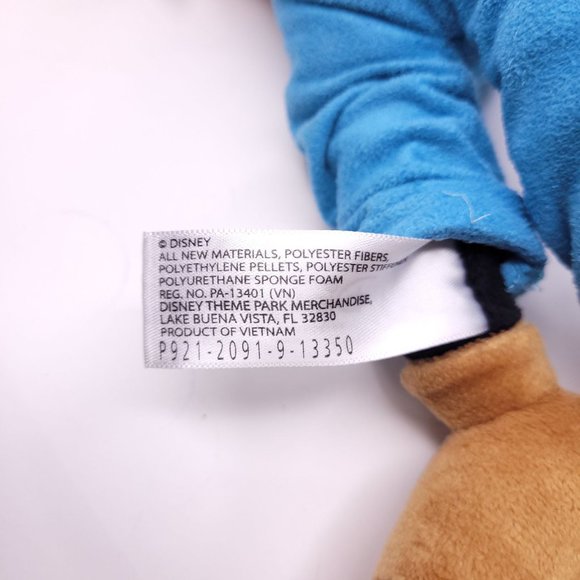 © DISNEY
ALL NEW MATERIALS, POLYESTER FIBERS,
POLYETHYLENE PELLETS, POLYESTER
POLYURETHANE SPONGE FOAM
REG. NO. PA-13401 (VN)
DISNEY THEME PARK MERCHANDISE,
LAKE BUENA VISTA, FL 32830
PRODUCT OF VIETNAM
P921-2091-9-13350